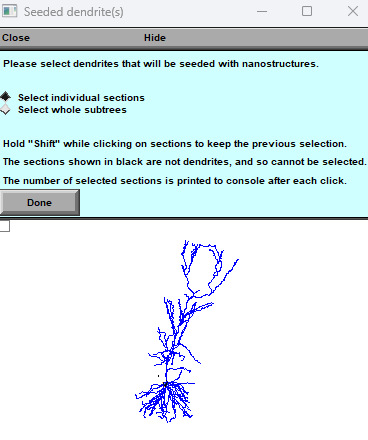 Seeded dendrite(s)
Close Hide
Please select dendrites that will be seeded with nanostructures.
Select individual sections
Select whole subtrees
Hold "Shift" while clicking on sections to keep the previous selection.
The sections shown in black are not dendrites, and so cannot be selected.
The number of selected sections is printed to console after each click.
Done